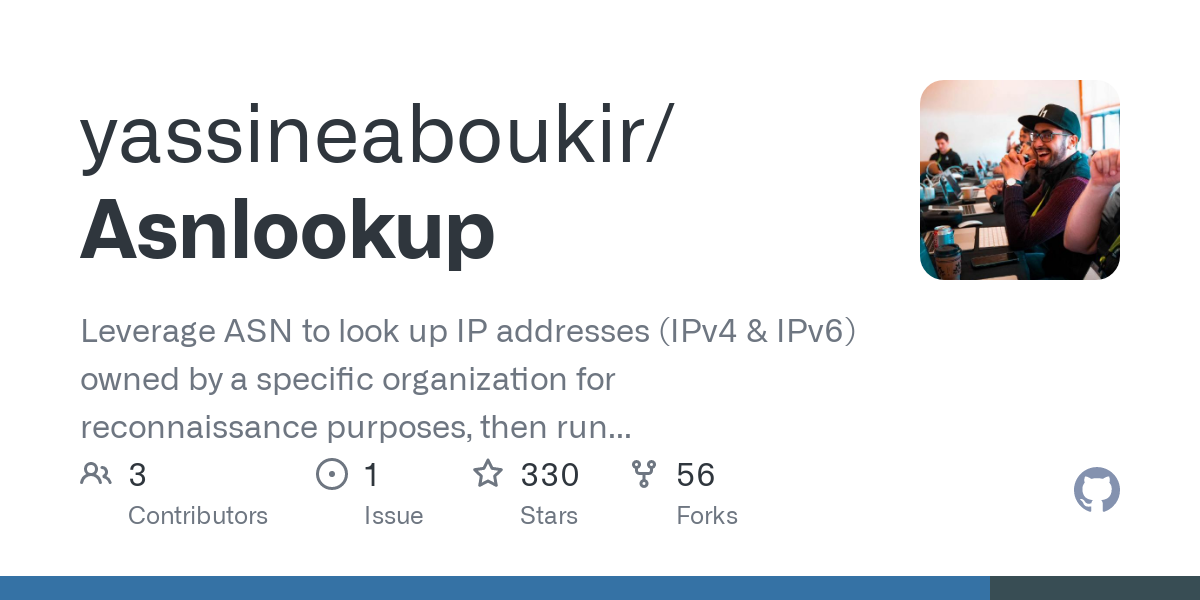 yassineaboukir/
Asnlookup
Leverage ASN to look up IP addresses (IPv4 & IPv6)
owned by a specific organization for
reconnaissance purposes, then run...
3
Contributors
1
Issue
330
Stars
56
Forks